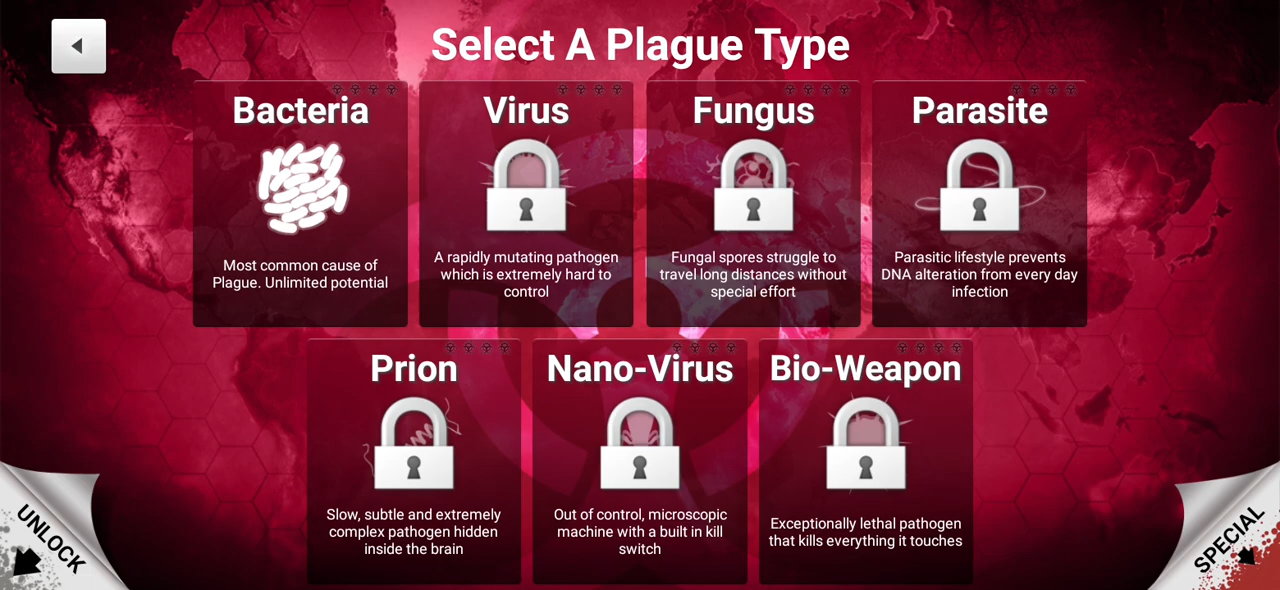 Select A Plague Type
Bacteria
Most common cause of
Plague. Unlimited potential
Virus
A rapidly mutating pathogen
which is extremely hard to
control
Fungus
Fungal spores struggle to
travel long distances without
special effort
Parasite
Parasitic lifestyle prevents
DNA alteration from every day
infection
Prion
Slow, subtle and extremely
complex pathogen hidden
inside the brain
Nano-Virus
Out of control, microscopic
machine with a built in kill
switch
Bio-Weapon
Exceptionally lethal pathogen
that kills everything it touches
UNLOCK
SPECIAL